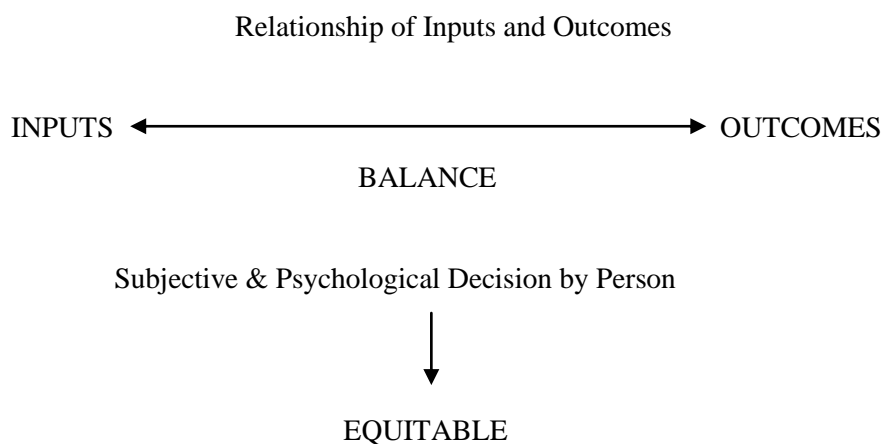 Relationship of Inputs and Outcomes
INPUTS OUTCOMES
BALANCE
Subjective & Psychological Decision by Person
EQUITABLE